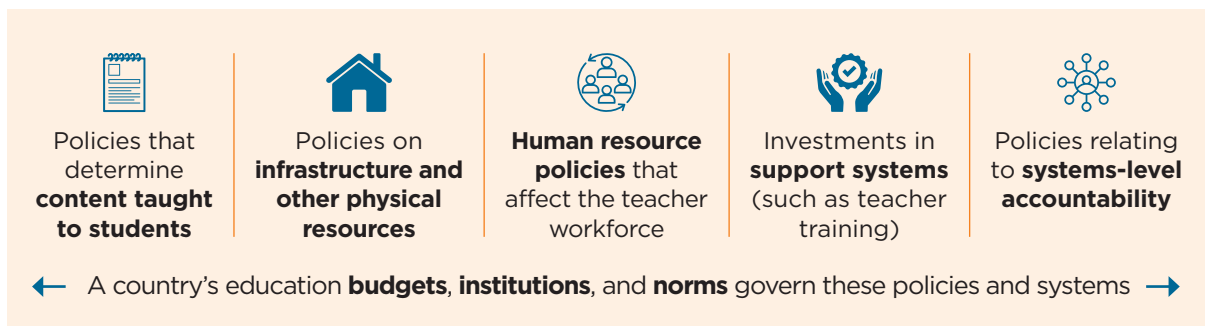 Policies that
determine
content taught
to students
Policies on
infrastructure and
other physical
resources
Human resource
policies that
affect the teacher
workforce
Investments in
support systems
(such as teacher
training)
Policies relating
to systems-level
accountability
A country’s education budgets, institutions, and norms govern these policies and systems